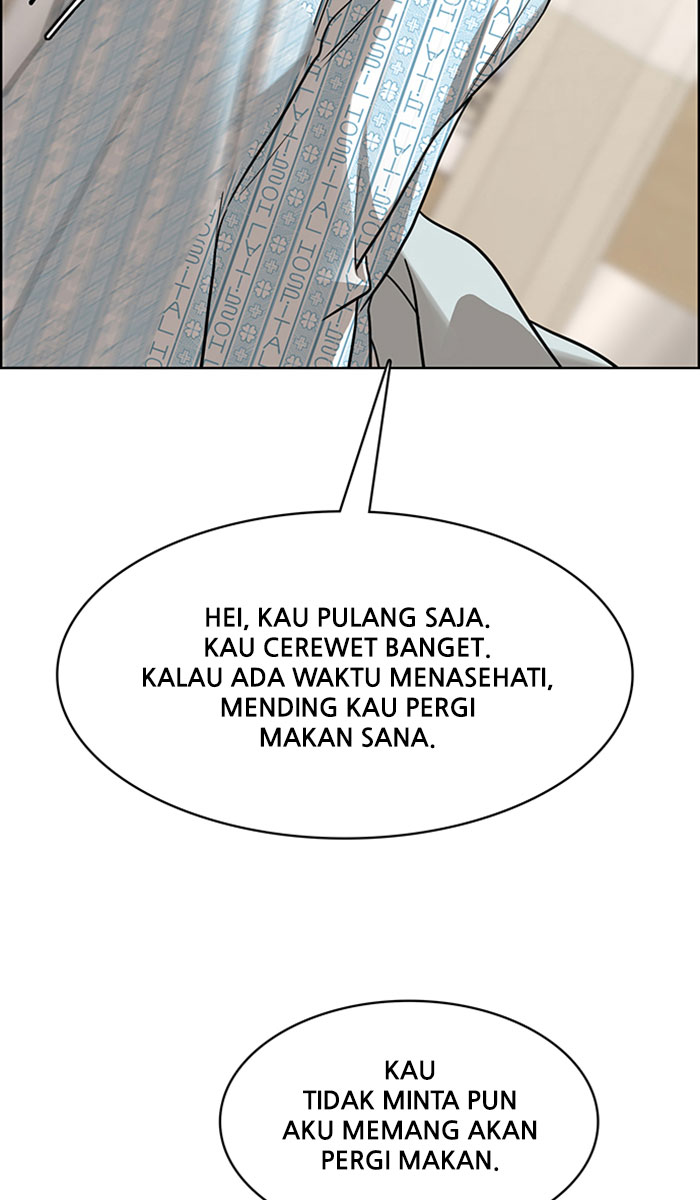 HEI, KAU PULANG SAJA.
KAU CEREWET BANGET.
KALAU ADA WAKTU MENASEHATI,
MENDING KAU PERGI
MAKAN SANA.
KAU
TIDAK MINTA PUN
AKU MEMANG AKAN
PERGI MAKAN.